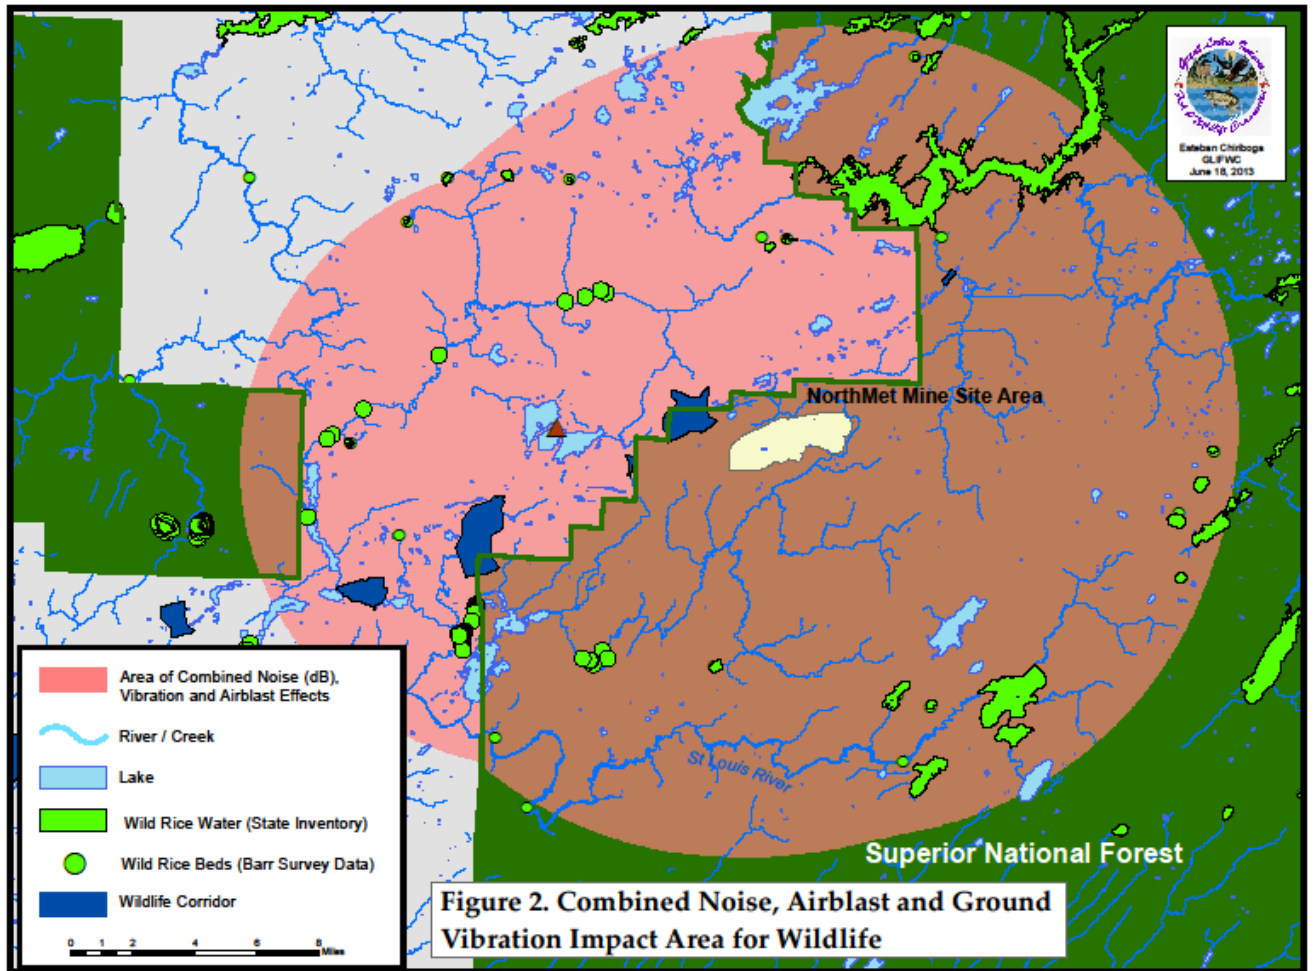 Esteban Chiriboga
GLIFWC
June 18, 2013
NorthMet Mine Site Area
St Louis River
Superior National Forest
Area of Combined Noise (dB),
Vibration and Airblast Effects
River / Creek
Lake
Wild Rice Water (State Inventory)
Wild Rice Beds (Barr Survey Data)
Wildlife Corridor
0 1 2 4 6 8
Miles
Figure 2. Combined Noise, Airblast and Ground
Vibration Impact Area for Wildlife